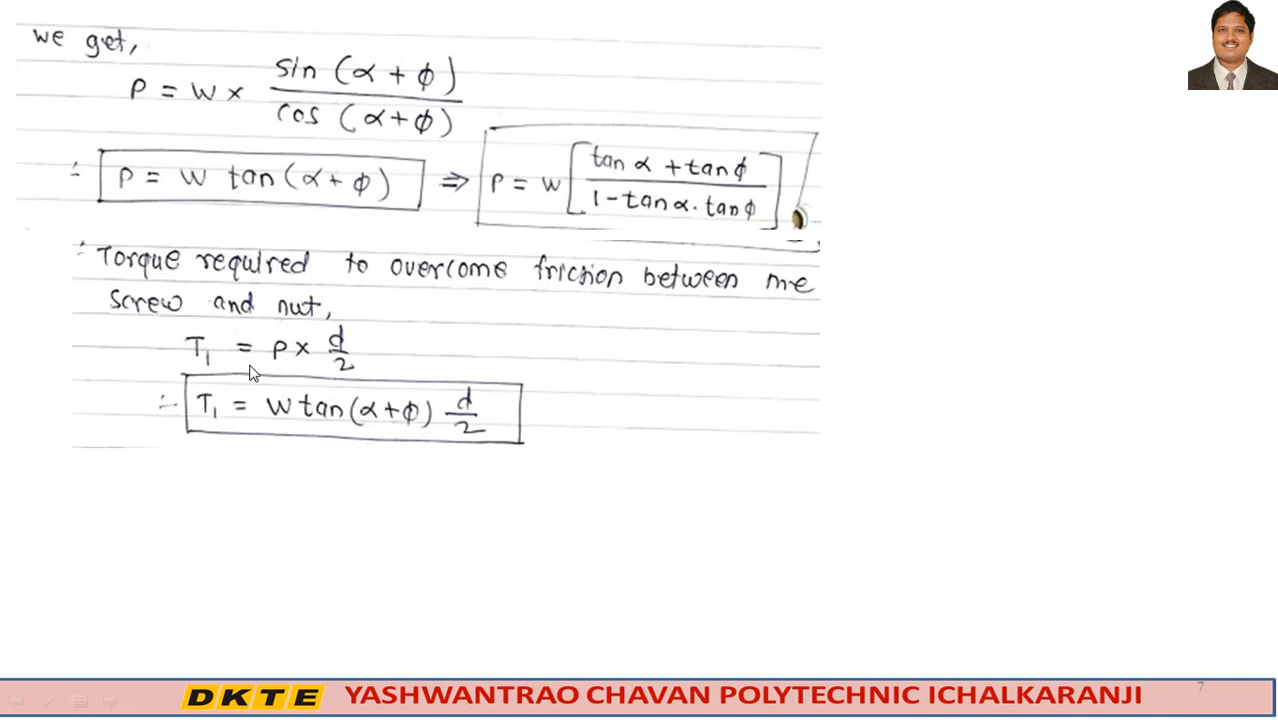 we get,
P = W × sin (α + ϕ) / cos (α + ϕ)
∴ P = W tan (α + ϕ) ⇒ P = W [tan α + tan ϕ / 1 - tan α . tan ϕ]
∴ Torque required to overcome friction between the
screw and nut,
T₁ = P × d/2
∴ T₁ = W tan (α + ϕ) d/2
DKTE YASHWANTRAO CHAVAN POLYTECHNIC ICHALKARANJI 7